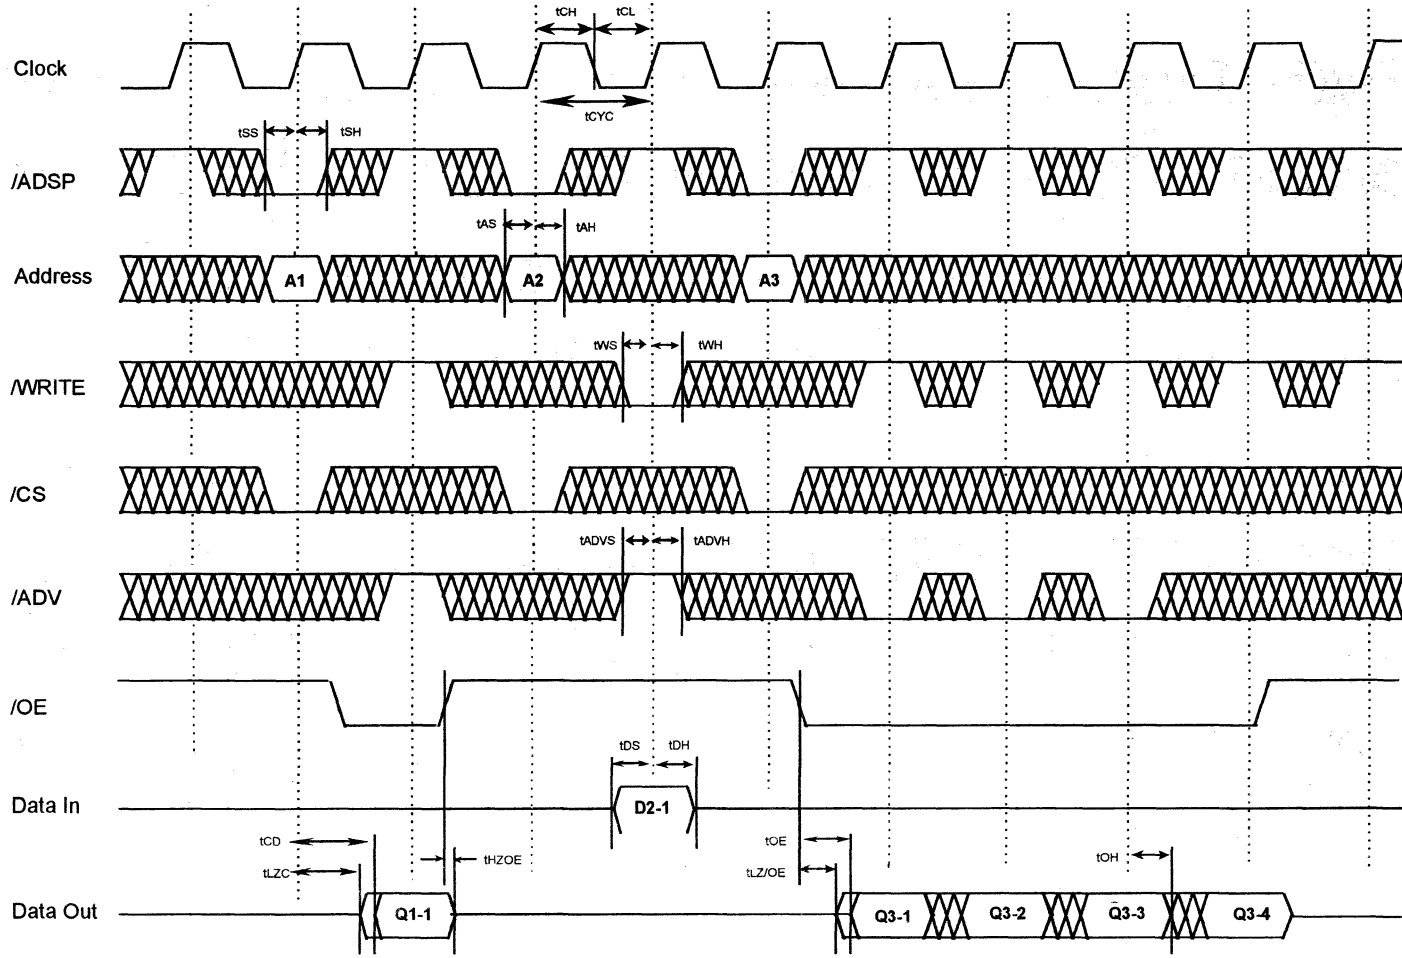 tCH tCL
Clock
tCYC
tSS tSH
/ADSP
tAS tAH
Address A1 A2 A3
tWS tWH
/WRITE
/CS
tADVS tADVH
/ADV
/OE
tDS tDH
Data In D2-1
tCD tOE
tHZOE tOH
tLZC tLZ/OE
Data Out Q1-1 Q3-1 Q3-2 Q3-3 Q3-4